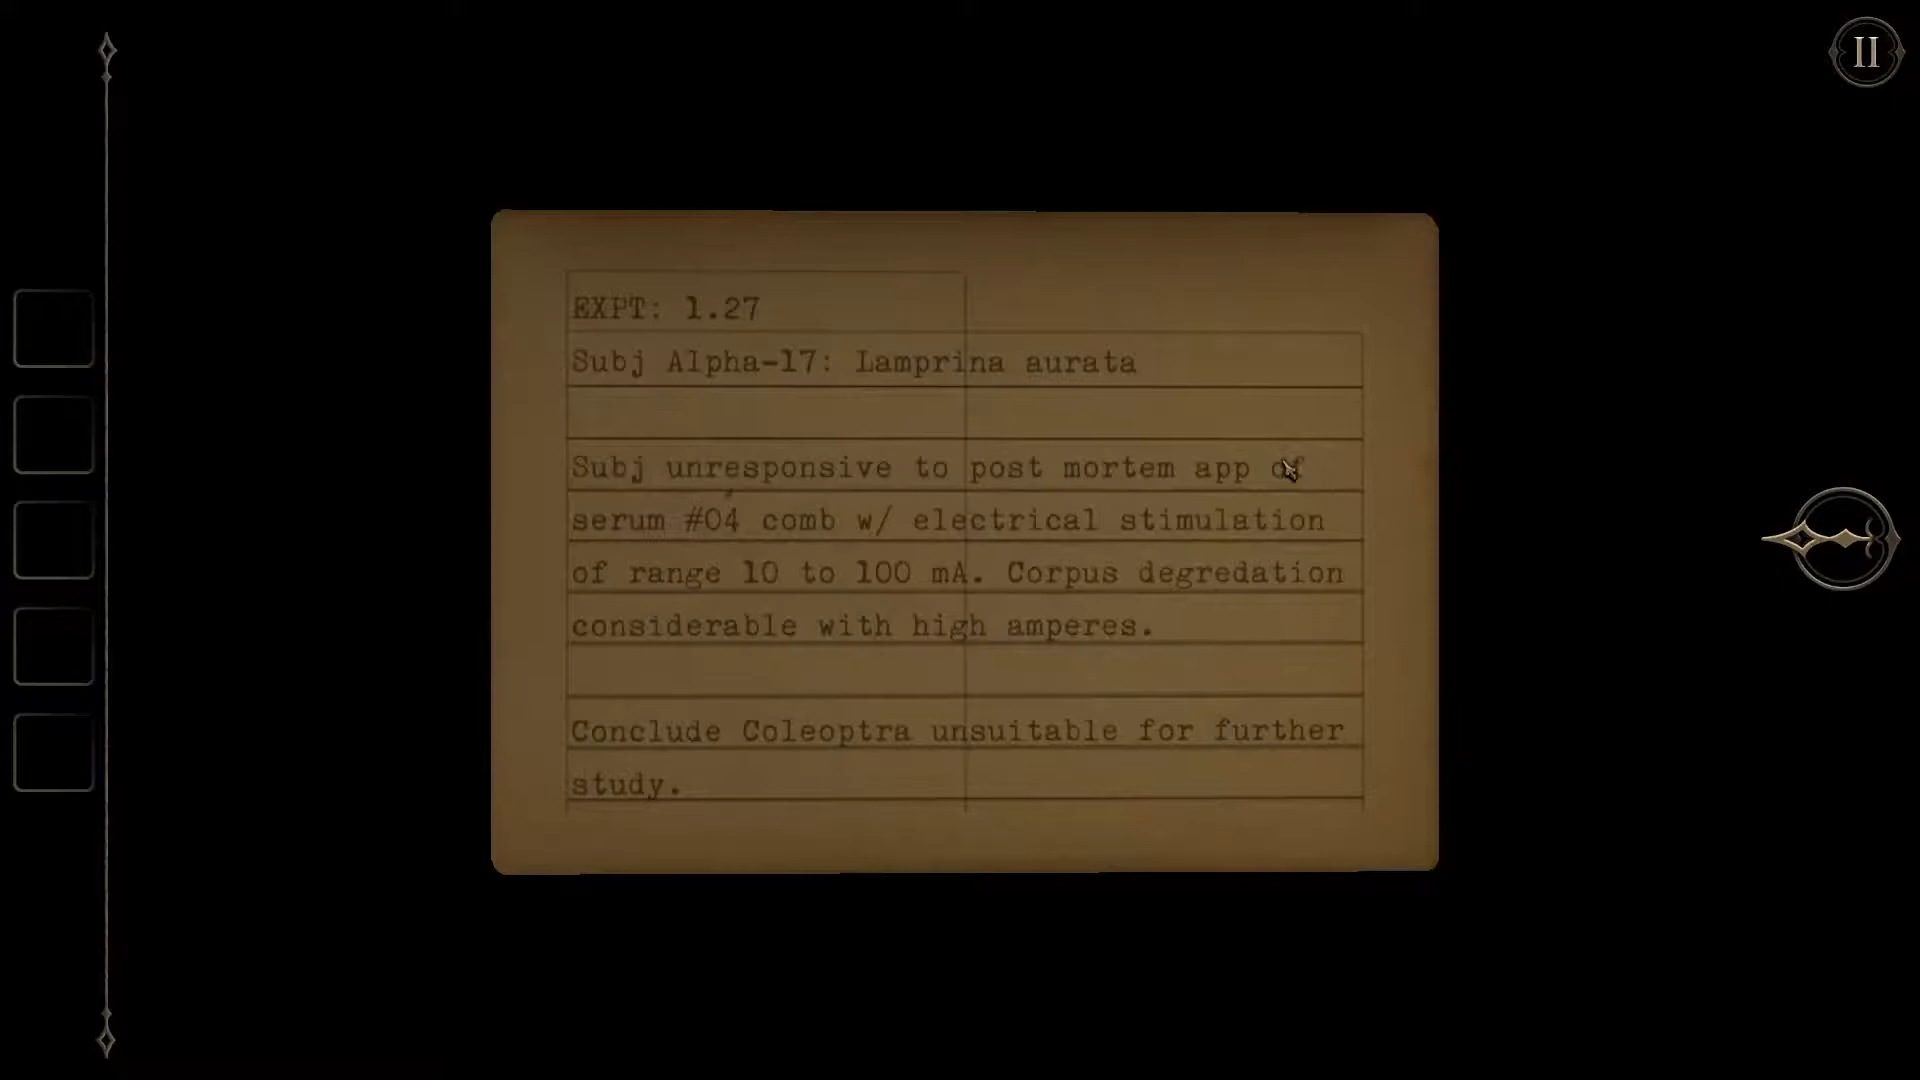 II
EXPT: 1.27
Subj Alpha-17: Lamprina aurata
Subj unresponsive to post mortem app of
serum #04 comb w/ electrical stimulation
of range 10 to 100 mA. Corpus degredation
considerable with high amperes.
Conclude Coleoptra unsuitable for further
study.